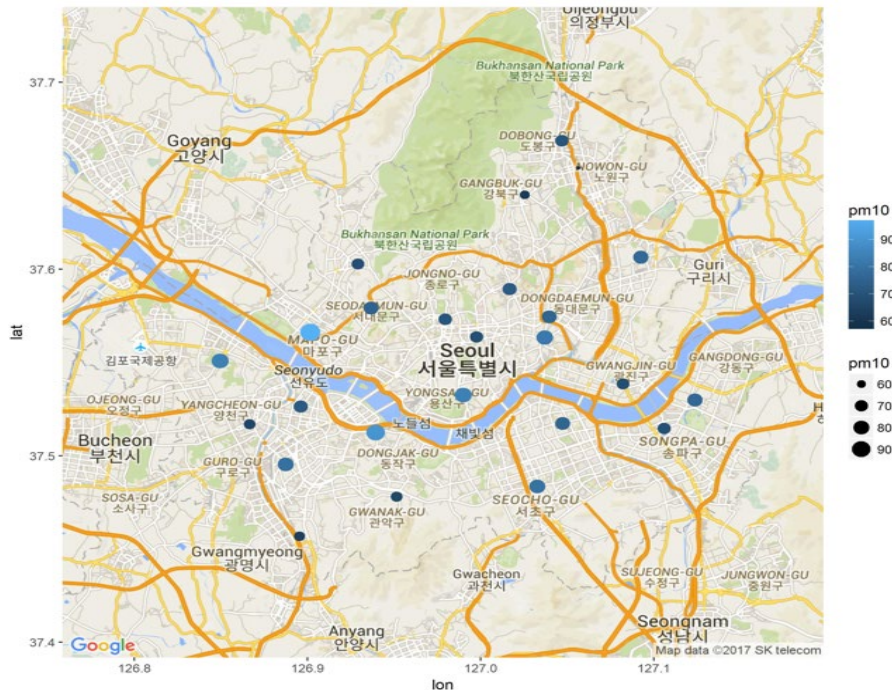 Uijeongbu
의정부시
Bukhansan National Park
북한산국립공원
37.7
Goyang
고양시
DOBONG-GU
도봉구
NOWON-GU
노원구
GANGBUK-GU
강북구
Bukhansan National Park
북한산국립공원
37.6
JONGNO-GU
종로구
Guri
구리시
SEODAEMUN-GU
서대문구
DONGDAEMUN-GU
동대문구
MAPO-GU
마포구
김포국제공항
Seoul
서울특별시
GWANGJIN-GU
광진구
GANGDONG-GU
강동구
Seonyudo
선유도
OJEONG-GU
오정구
YANGCHEON-GU
양천구
YONGSAN-GU
용산구
노들섬
채빛섬
Bucheon
부천시
SONGPA-GU
송파구
37.5
GURO-GU
구로구
DONGJAK-GU
동작구
SOSA-GU
소사구
GWANAK-GU
관악구
SEOCHO-GU
서초구
Gwangmyeong
광명시
Gwacheon
과천시
SUJEONG-GU
수정구
JUNGWON-GU
중원구
Seongnam
성남시
Anyang
안양시
37.4
Google
Map data ©2017 SK telecom
126.8
126.9
127.0
127.1
lon
lat
pm10
90
80
70
60
pm10
60
70
80
90